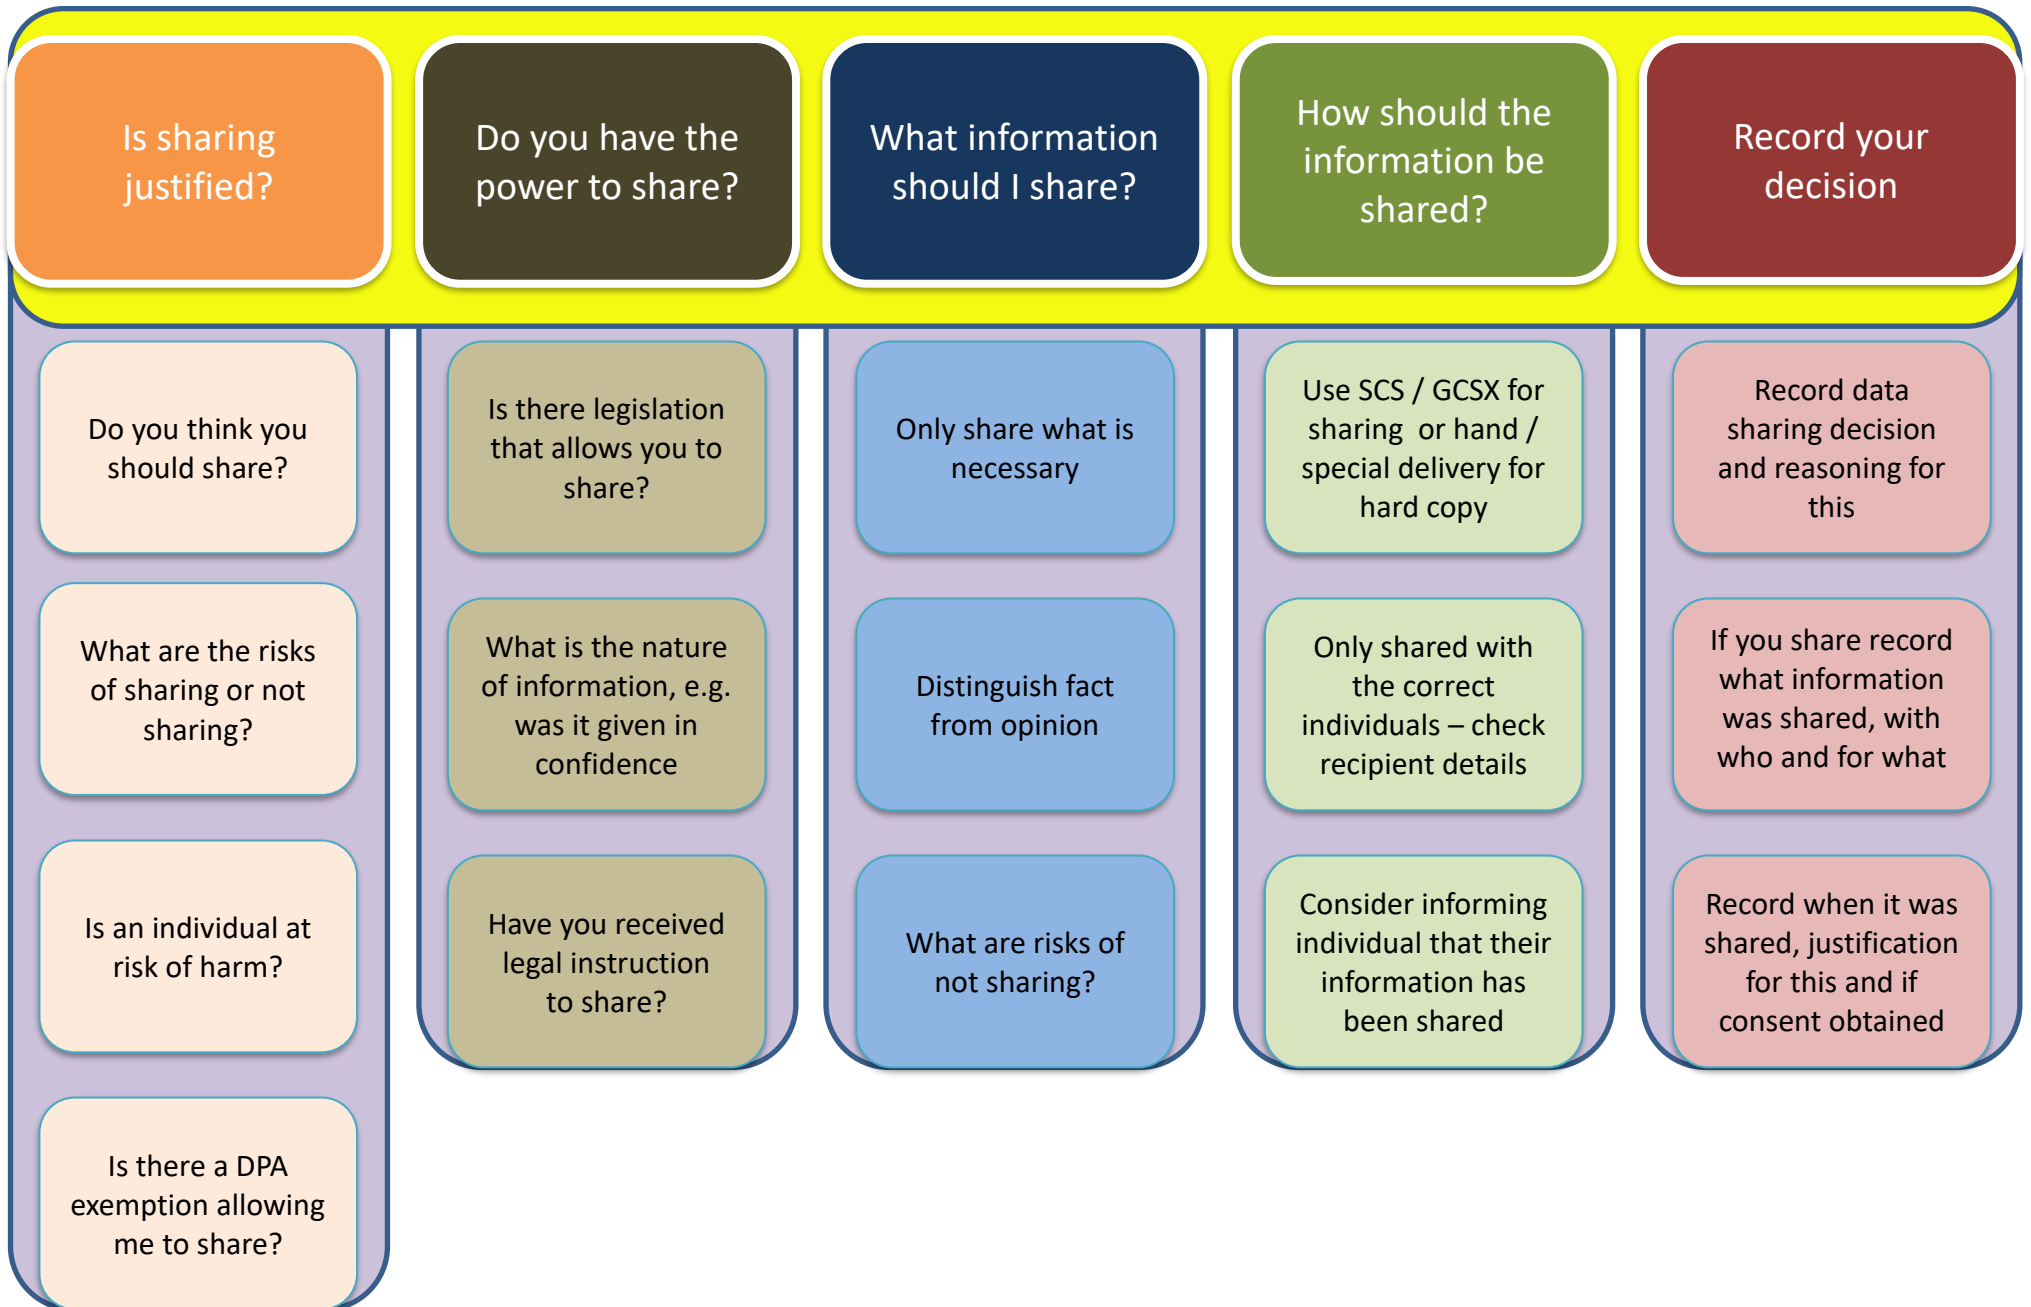 Is sharing
justified?
Do you have the
power to share?
What information
should I share?
How should the
information be
shared?
Record your
decision
Do you think you
should share?
What are the risks
of sharing or not
sharing?
Is an individual at
risk of harm?
Is there a DPA
exemption allowing
me to share?
Is there legislation
that allows you to
share?
What is the nature
of information, e.g.
was it given in
confidence
Have you received
legal instruction
to share?
Only share what is
necessary
Distinguish fact
from opinion
What are risks of
not sharing?
Use SCS / GCSX for
sharing  or hand /
special delivery for
hard copy
Only shared with
the correct
individuals – check
recipient details
Consider informing
individual that their
information has
been shared
Record data
sharing decision
and reasoning for
this
If you share record
what information
was shared, with
who and for what
Record when it was
shared, justification
for this and if
consent obtained